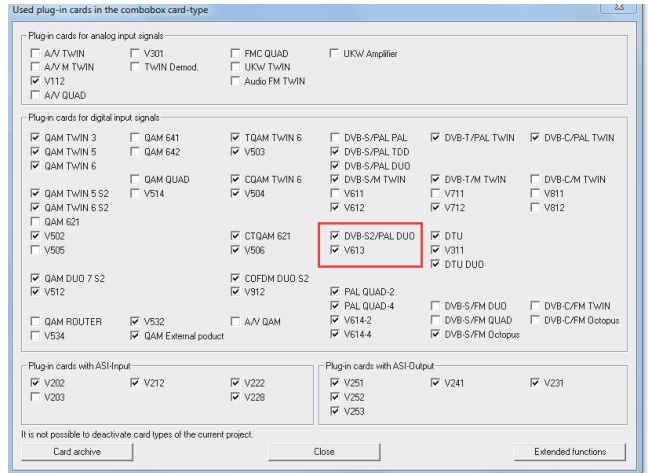 Used plug-in cards in the combobox card-type
Plug-in cards for analog input signals
A/V TWIN V301 FMC QUAD UKW Amplifier
A/V M TWIN TWIN Demod. UKW TWIN
V112 Audio FM TWIN
A/V QUAD
Plug-in cards for digital input signals
QAM TWIN 3 QAM 641 TQAM TWIN 6 DVB-S/PAL PAL DVB-T/PAL TWIN DVB-C/PAL TWIN
QAM TWIN 5 QAM 642 V503 DVB-S/PAL TDD
QAM TWIN 6 DVB-S/PAL DUO
QAM QUAD CQAM TWIN 6 DVB-S/M TWIN DVB-T/M TWIN DVB-C/M TWIN
QAM TWIN 5 S2 V514 V504 V611 V711 V811
QAM TWIN 6 S2 V612 V712 V812
QAM 621
V502 CTQAM 621 DVB-S2/PAL DUO DTU
V505 V506 V613 V311
DTU DUO
QAM DUO 7 S2 COFDM DUO S2
V512 V912 PAL QUAD-2
PAL QUAD-4 DVB-S/FM DUO DVB-C/FM TWIN
QAM ROUTER V532 A/V QAM V614-2 DVB-S/FM QUAD DVB-C/FM Octopus
V534 QAM External poduct V614-4 DVB-S/FM Octopus
Plug-in cards with ASI-Input Plug-in cards with ASI-Output
V202 V212 V222 V251 V241 V231
V203 V228 V252
V253
It is not possible to deactivate card types of the current project.
Card archive Close Extended functions